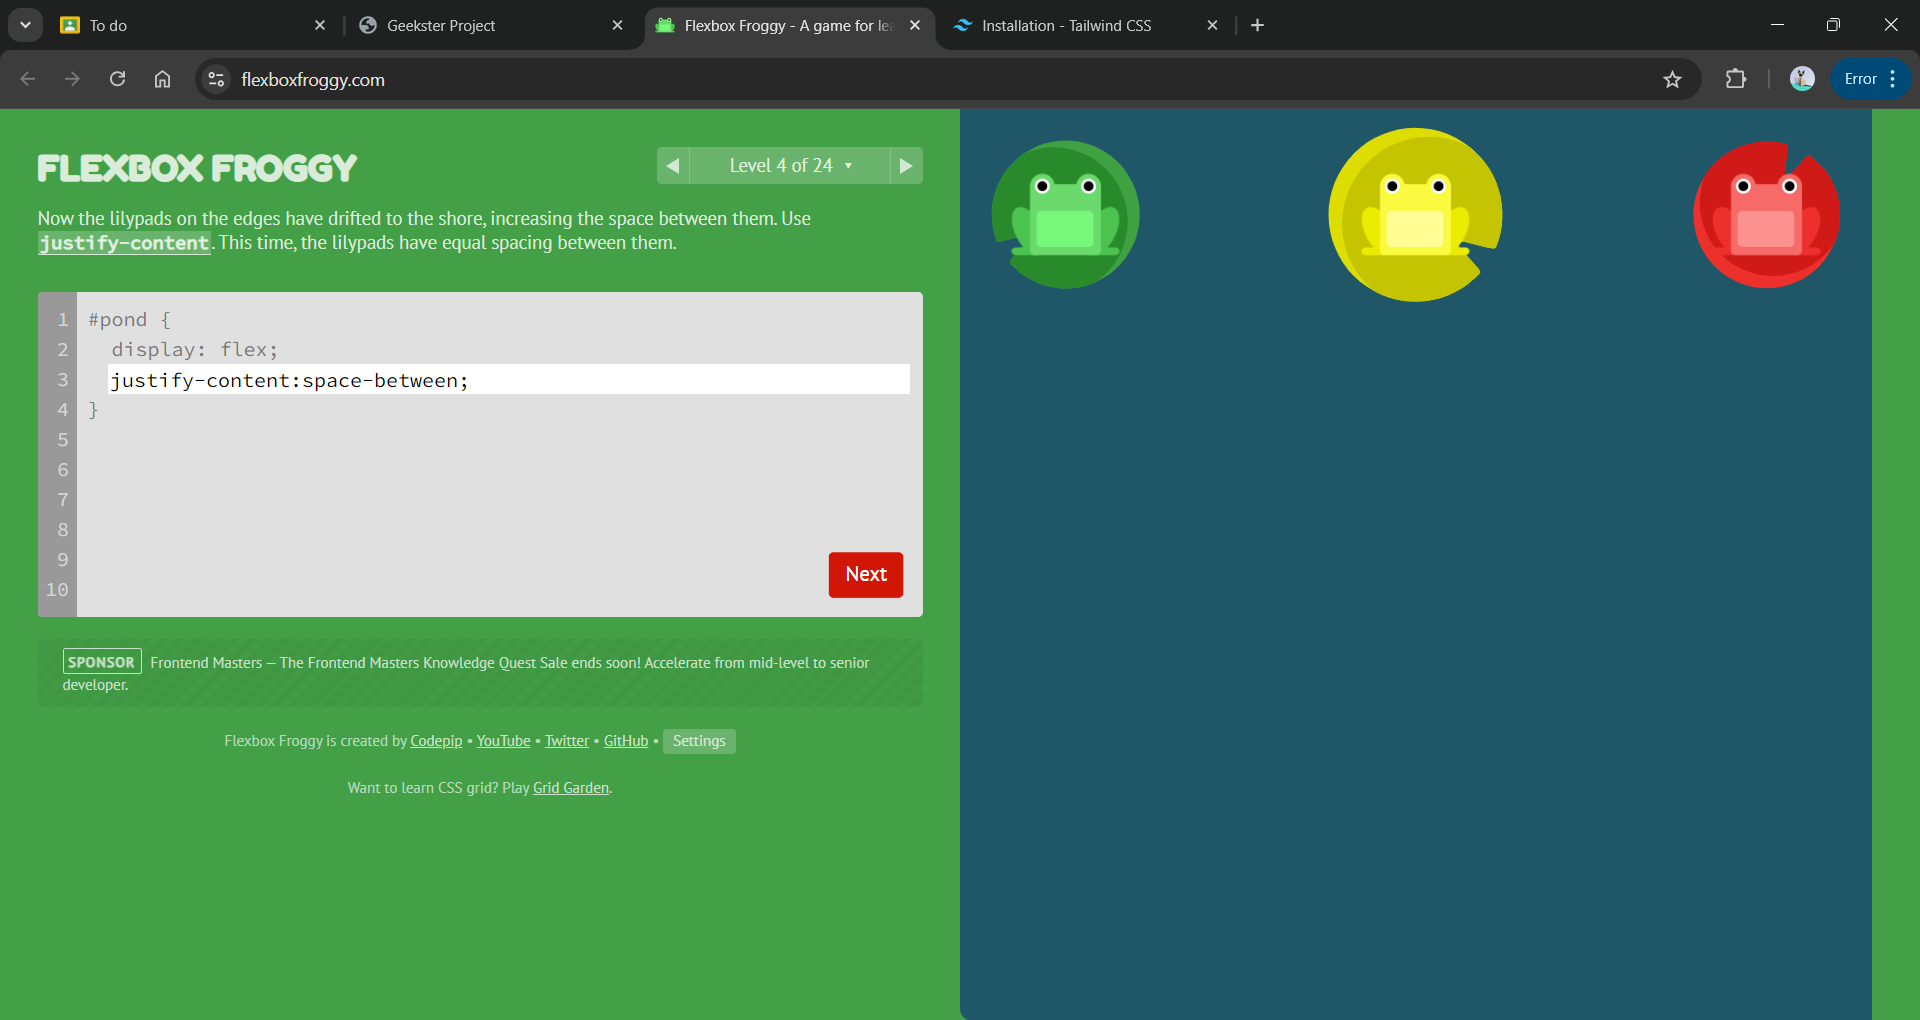 To do
Geekster Project
Flexbox Froggy - A game for le
Installation - Tailwind CSS
flexboxfroggy.com
Error
FLEXBOX FROGGY
Level 4 of 24
Now the lilypads on the edges have drifted to the shore, increasing the space between them. Use
justify-content. This time, the lilypads have equal spacing between them.
1 #pond {
2 display: flex;
3 justify-content:space-between;
4 }
5
6
7
8
9
10
Next
SPONSOR Frontend Masters — The Frontend Masters Knowledge Quest Sale ends soon! Accelerate from mid-level to senior
developer.
Flexbox Froggy is created by Codepip • YouTube • Twitter • GitHub • Settings
Want to learn CSS grid? Play Grid Garden.